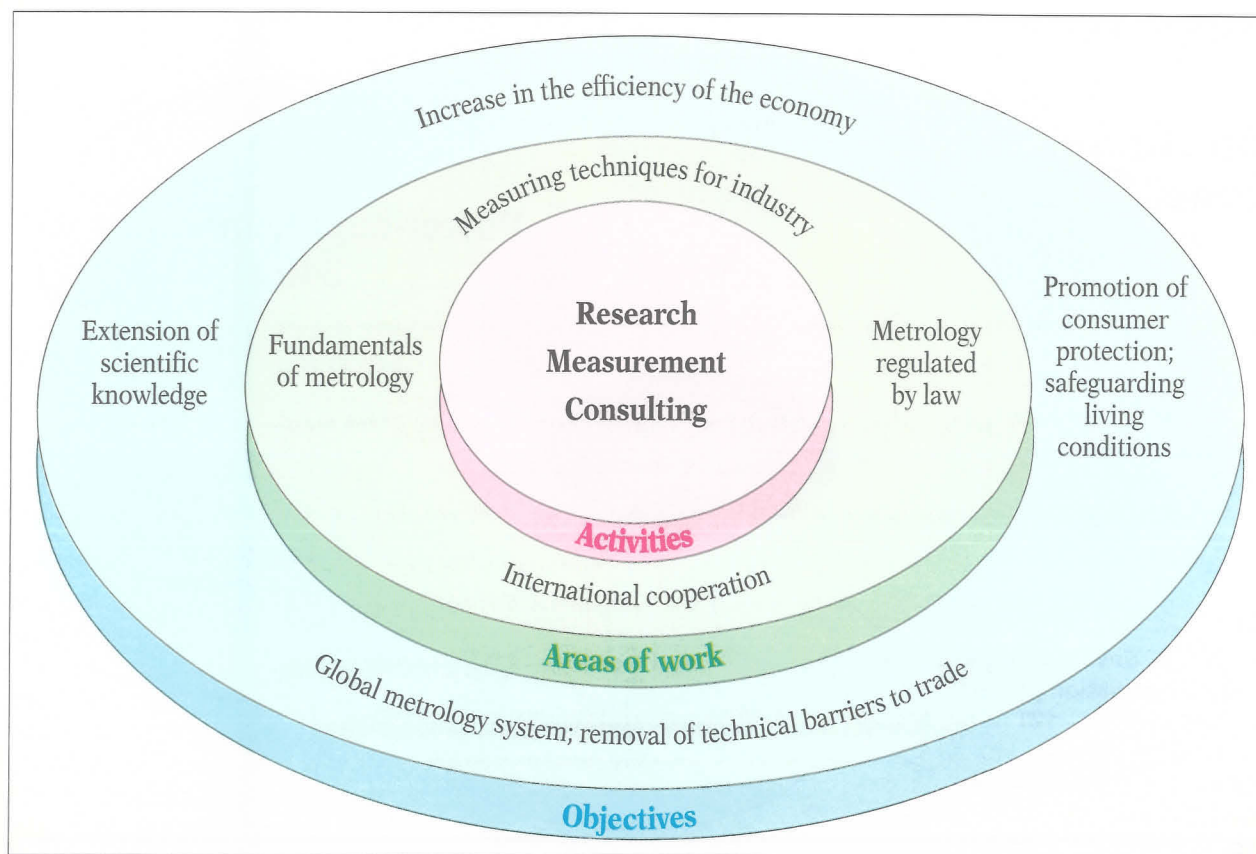 Increase in the efficiency of the economy
Measuring techniques for industry
Extension of
scientific
knowledge
Fundamentals
of metrology
Research
Measurement
Consulting
Metrology
regulated
by law
Promotion of
consumer
protection;
safeguarding
living
conditions
Activities
International cooperation
Areas of work
Global metrology system; removal of technical barriers to trade
Objectives